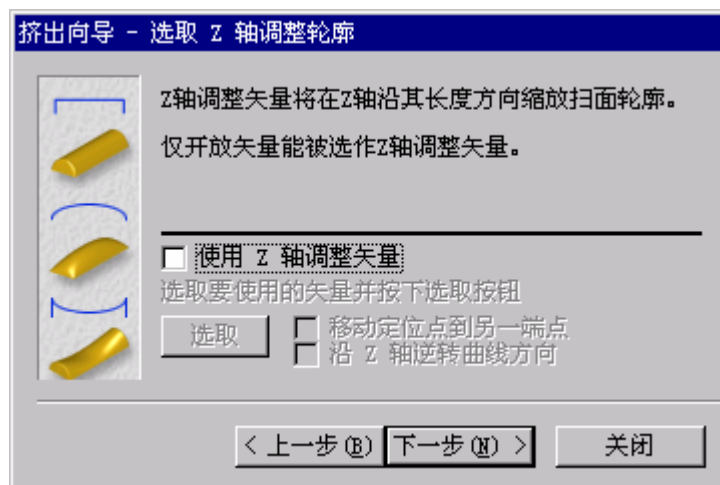 挤出向导 - 选取 Z 轴调整轮廓
Z轴调整矢量将在Z轴沿其长度方向缩放扫面轮廓。
仅开放矢量能被选作Z轴调整矢量。
使用 Z 轴调整矢量
选取要使用的矢量并按下选取按钮
选取
移动定位点到另一端点
沿 Z 轴逆转曲线方向
< 上一步(B) 下一步(N) > 关闭